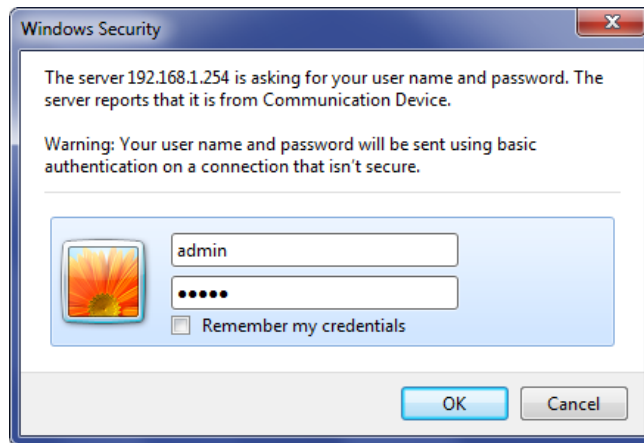 Windows Security
The server 192.168.1.254 is asking for your user name and password. The
server reports that it is from Communication Device.
Warning: Your user name and password will be sent using basic
authentication on a connection that isn't secure.
admin
●●●●●
Remember my credentials
OK
Cancel